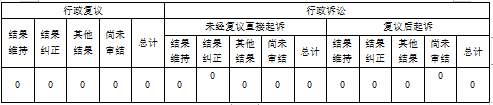 行政复议 行政诉讼
未经复议直接起诉 复议后起诉
结果维持 结果纠正 其他结果 尚未审结 总计 结果维持 结果纠正 其他结果 尚未审结 总计 结果维持 结果纠正 其他结果 尚未审结 总计
0 0 0 0 0 0 0 0 0 0 0 0 0 0 0